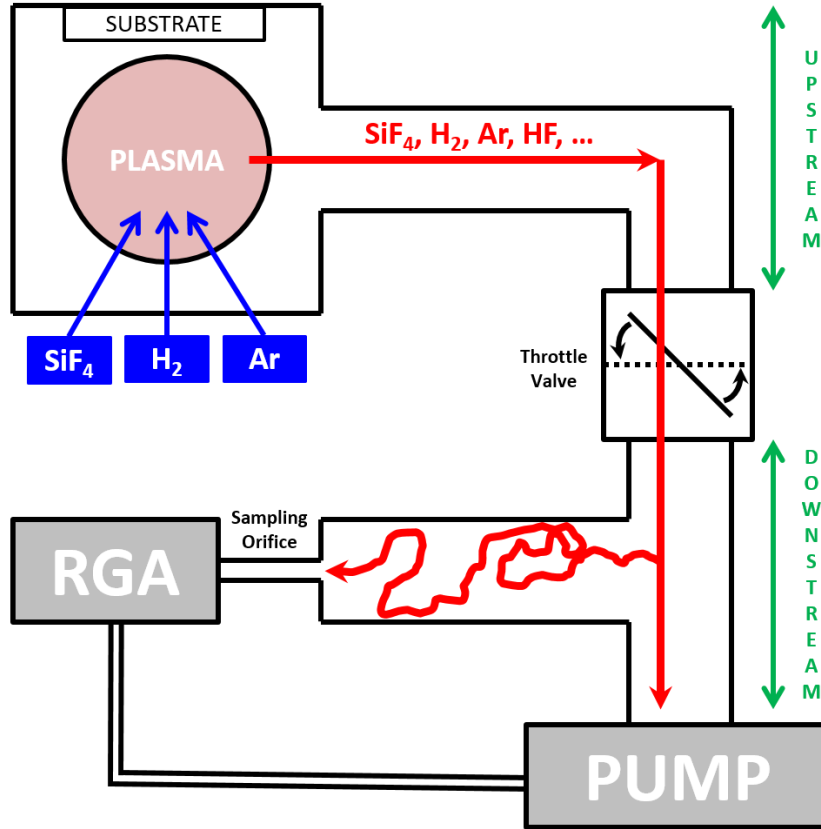 SUBSTRATE
PLASMA
SiF₄, H₂, Ar, HF, ...
SiF₄
H₂
Ar
UPSTREAM
Throttle
Valve
DOWNSTREAM
Sampling
Orifice
RGA
PUMP